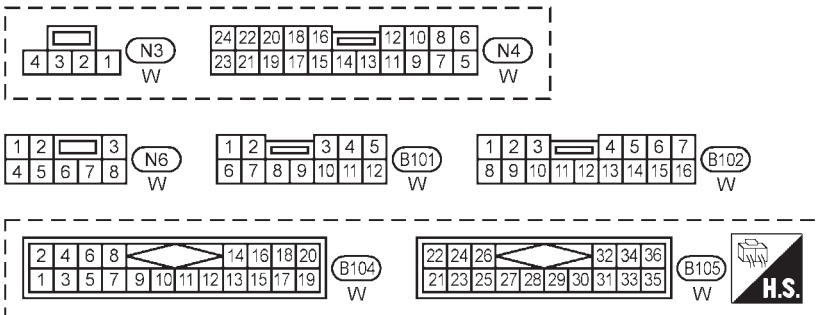 24 22 20 18 16 12 10 8 6
4 3 2 1 N3 23 21 19 17 15 14 13 11 9 7 5 N4
W W
1 2 3 1 2 3 4 5 1 2 3 4 5 6 7
4 5 6 7 8 N6 6 7 8 9 10 11 12 B101 8 9 10 11 12 13 14 15 16 B102
W W W
2 4 6 8 14 16 18 20 22 24 26 32 34 36
1 3 5 7 9 10 11 12 13 15 17 19 B104 21 23 25 27 28 29 30 31 33 35 B105
W W H.S.